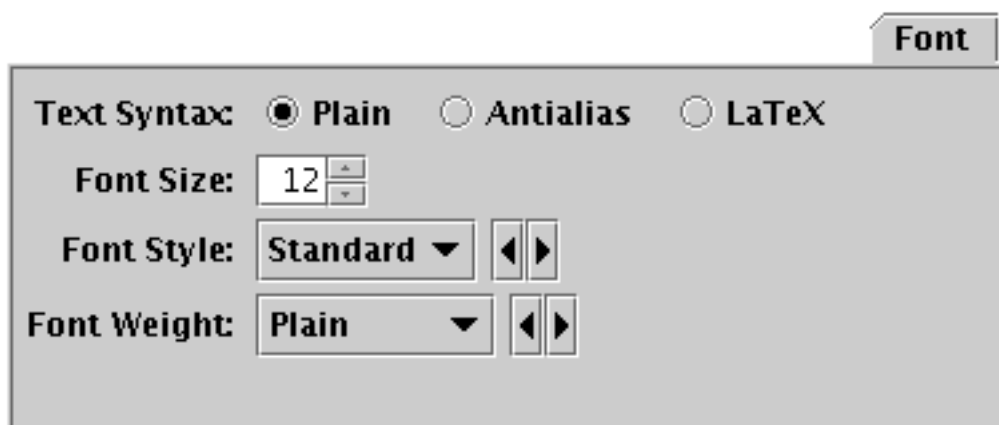 Font
Text Syntax: Plain Antialias LaTeX
Font Size: 12
Font Style: Standard
Font Weight: Plain